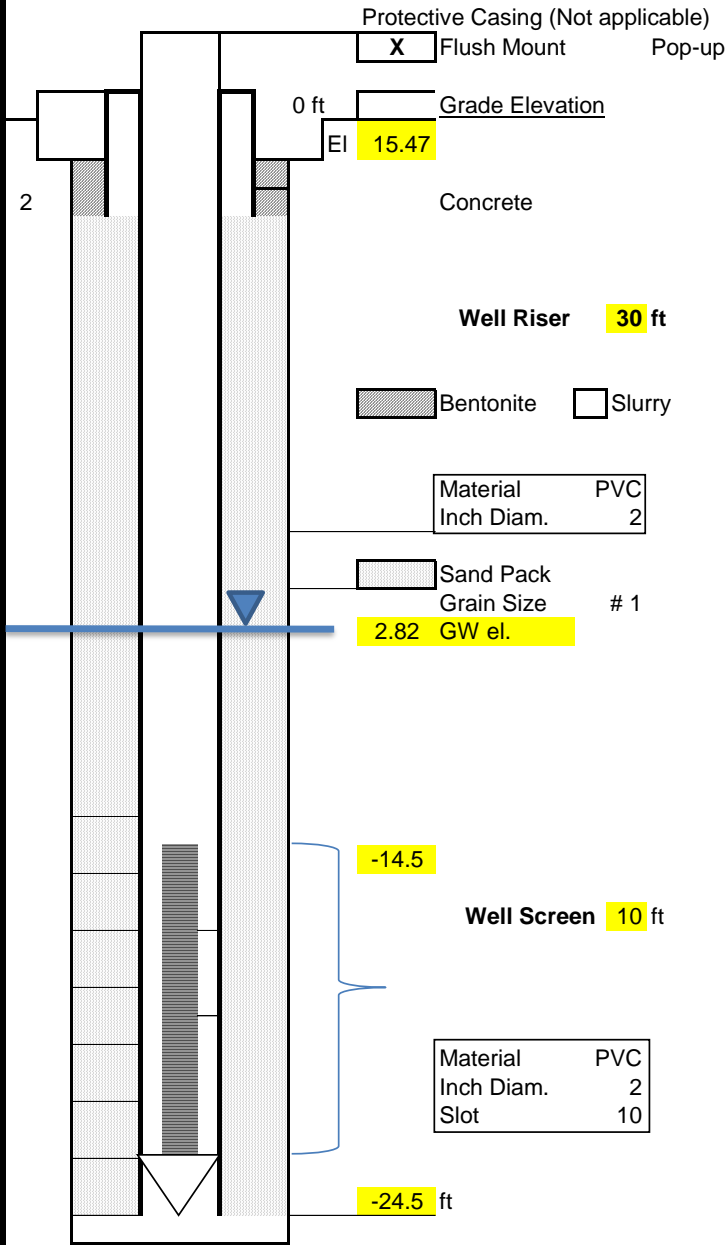 Protective Casing (Not applicable)
X Flush Mount Pop-up
0 ft Grade Elevation
El 15.47
2 Concrete
Well Riser 30 ft
Bentonite Slurry
Material PVC
Inch Diam. 2
Sand Pack
Grain Size # 1
2.82 GW el.
-14.5
Well Screen 10 ft
Material PVC
Inch Diam. 2
Slot 10
-24.5 ft